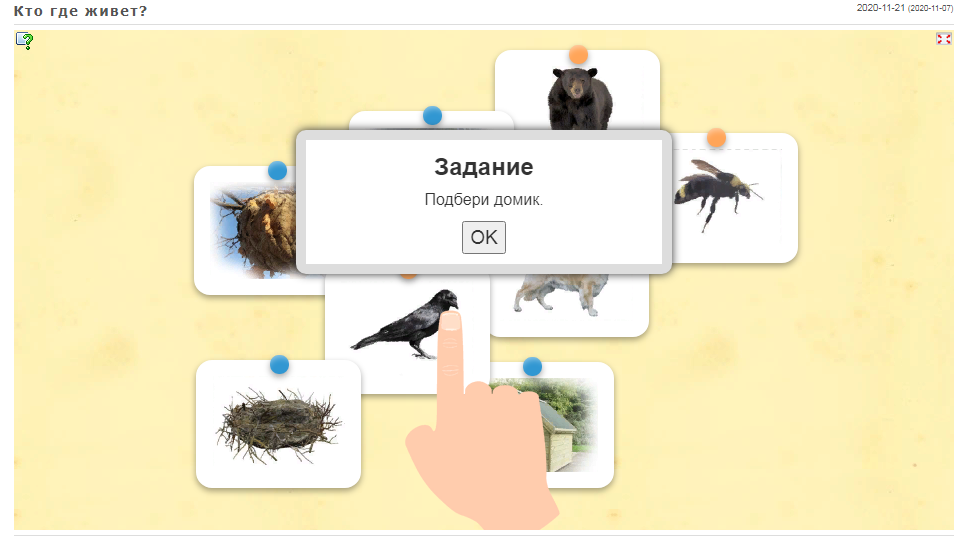 Кто где живет?
2020-11-21 (2020-11-07)
Задание
Подбери домик.
OK